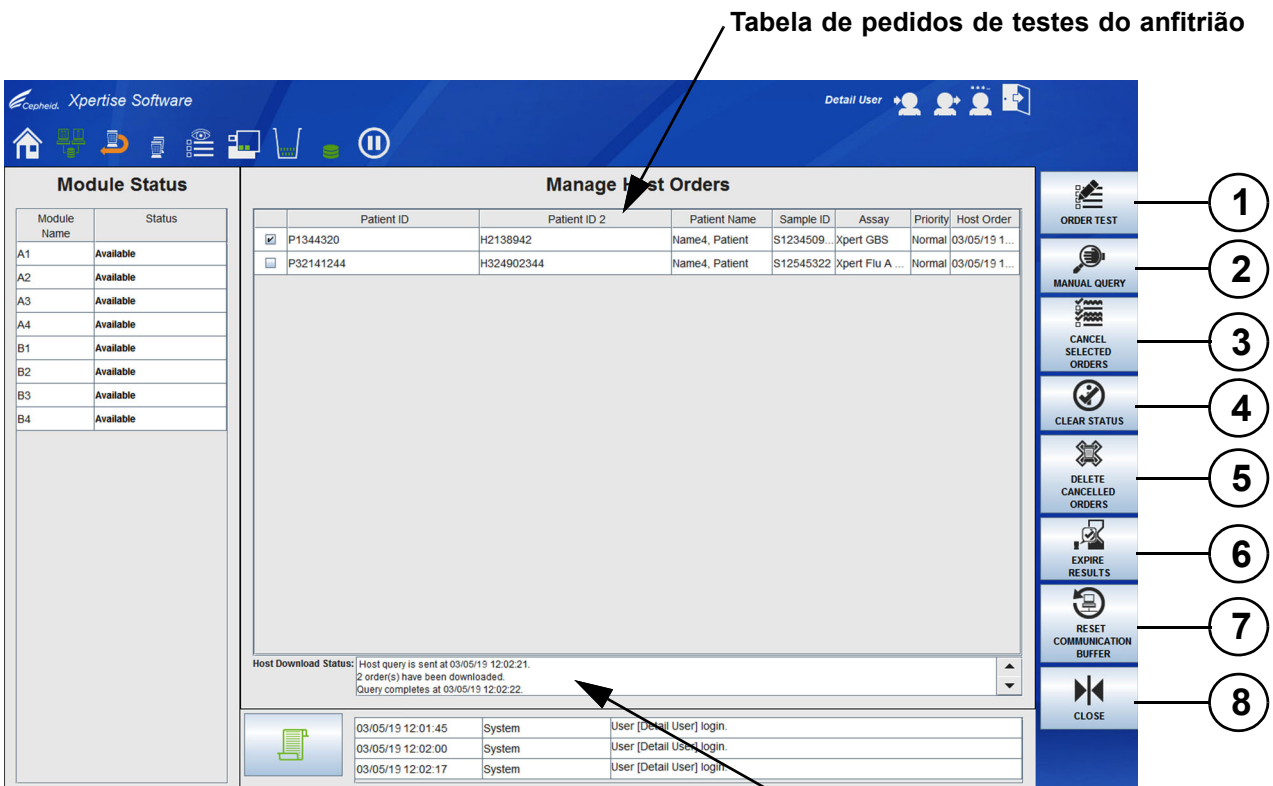 Tabela de pedidos de testes do anfitrião
Cepheid. Xpertise Software
Detail User
Module Status
Module Name Status
A1 Available
A2 Available
A3 Available
A4 Available
B1 Available
B2 Available
B3 Available
B4 Available
Manage Host Orders
Patient ID Patient ID 2 Patient Name Sample ID Assay Priority Host Order
P1344320 H2138942 Name4, Patient S1234509... Xpert GBS Normal 03/05/19 1...
P32141244 H324902344 Name4, Patient S12545322 Xpert Flu A ... Normal 03/05/19 1...
Host Download Status: Host query is sent at 03/05/19 12:02:21.
2 order(s) have been downloaded.
Query completes at 03/05/19 12:02:22.
03/05/19 12:01:45 System User [Detail User] login.
03/05/19 12:02:00 System User [Detail User] login.
03/05/19 12:02:17 System User [Detail User] login.
ORDER TEST
1
MANUAL QUERY
2
CANCEL
SELECTED
ORDERS
3
CLEAR STATUS
4
DELETE
CANCELLED
ORDERS
5
EXPIRE
RESULTS
6
RESET
COMMUNICATION
BUFFER
7
CLOSE
8